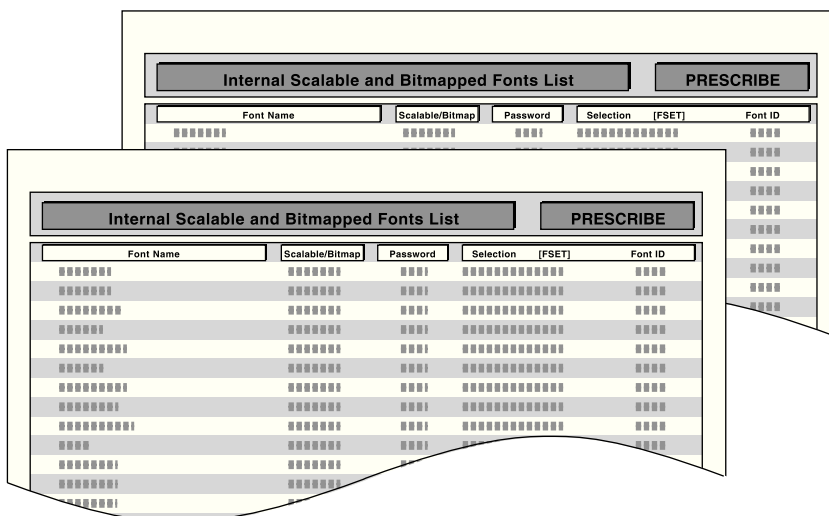 Internal Scalable and Bitmapped Fonts List PRESCRIBE
Font Name Scalable/Bitmap Password Selection [FSET] Font ID
Internal Scalable and Bitmapped Fonts List PRESCRIBE
Font Name Scalable/Bitmap Password Selection [FSET] Font ID